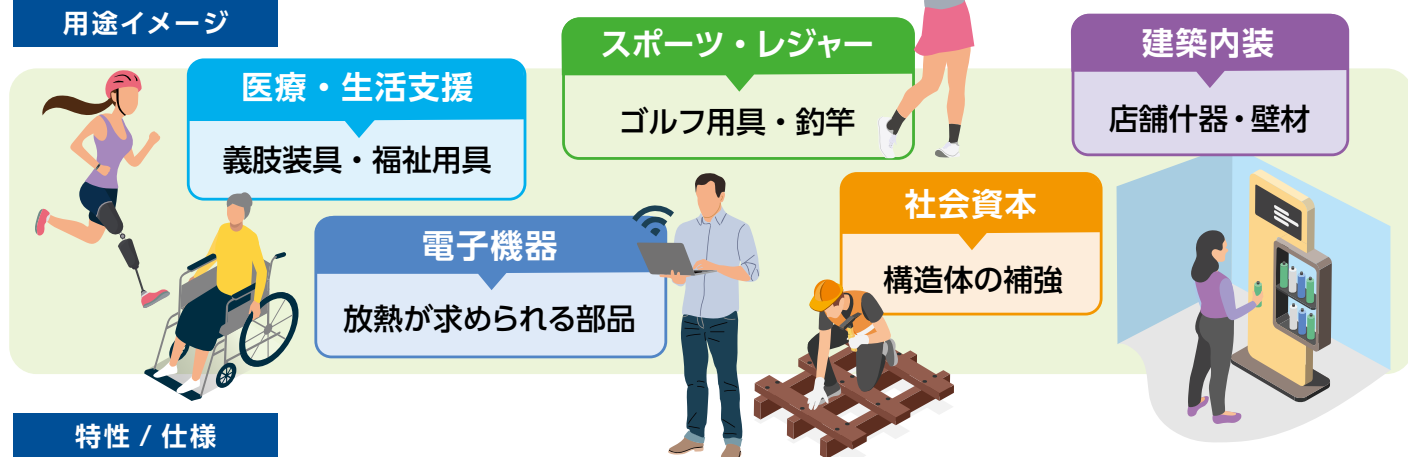 用途イメージ
医療・生活支援
義肢装具・福祉用具
スポーツ・レジャー
ゴルフ用具・釣竿
建築内装
店舗什器・壁材
電子機器
放熱が求められる部品
社会資本
構造体の補強
特性 / 仕様